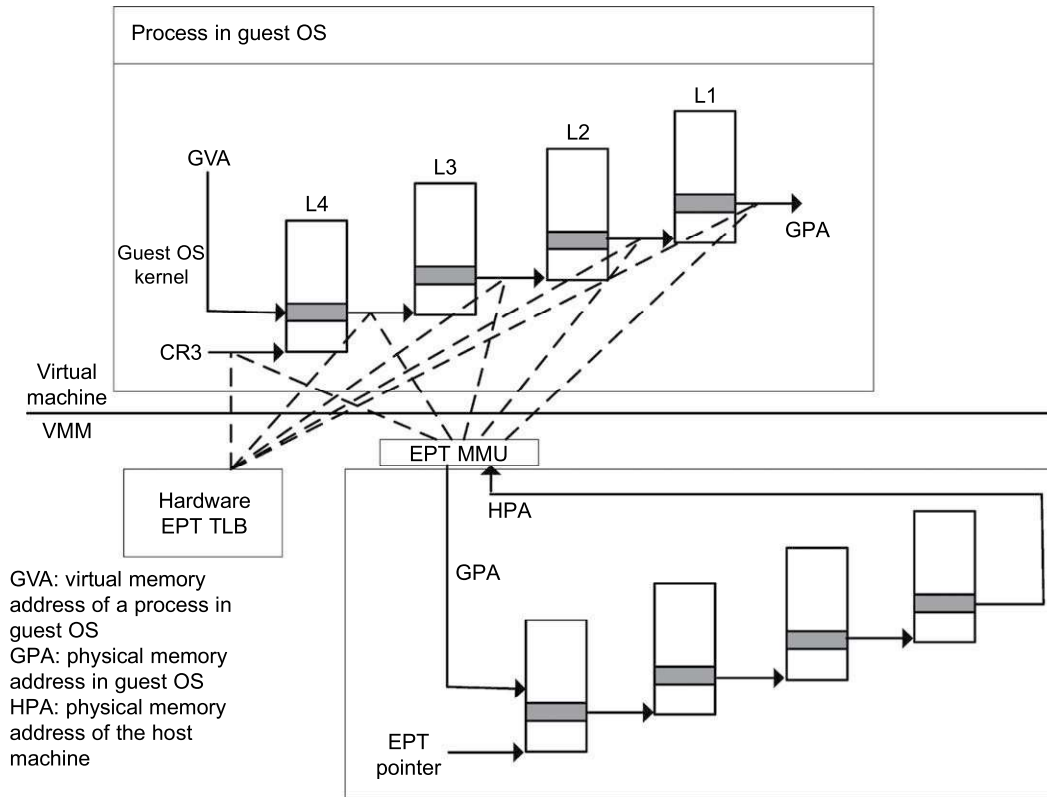 Process in guest OS
L1
L2
GVA
L3
L4
GPA
Guest OS
kernel
CR3
Virtual
machine
VMM
EPT MMU
Hardware
EPT TLB
HPA
GPA
GVA: virtual memory
address of a process in
guest OS
GPA: physical memory
address in guest OS
HPA: physical memory
address of the host
machine
EPT
pointer